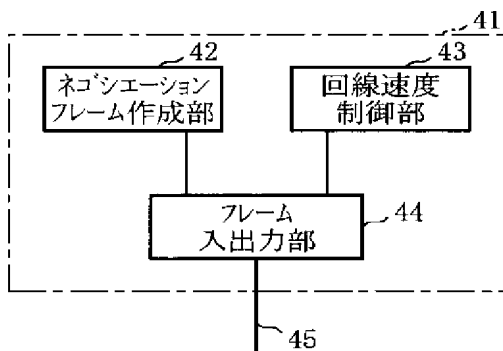 41
42
43
ネゴシエーション
フレーム作成部
回線速度
制御部
フレーム
入出力部
44
45